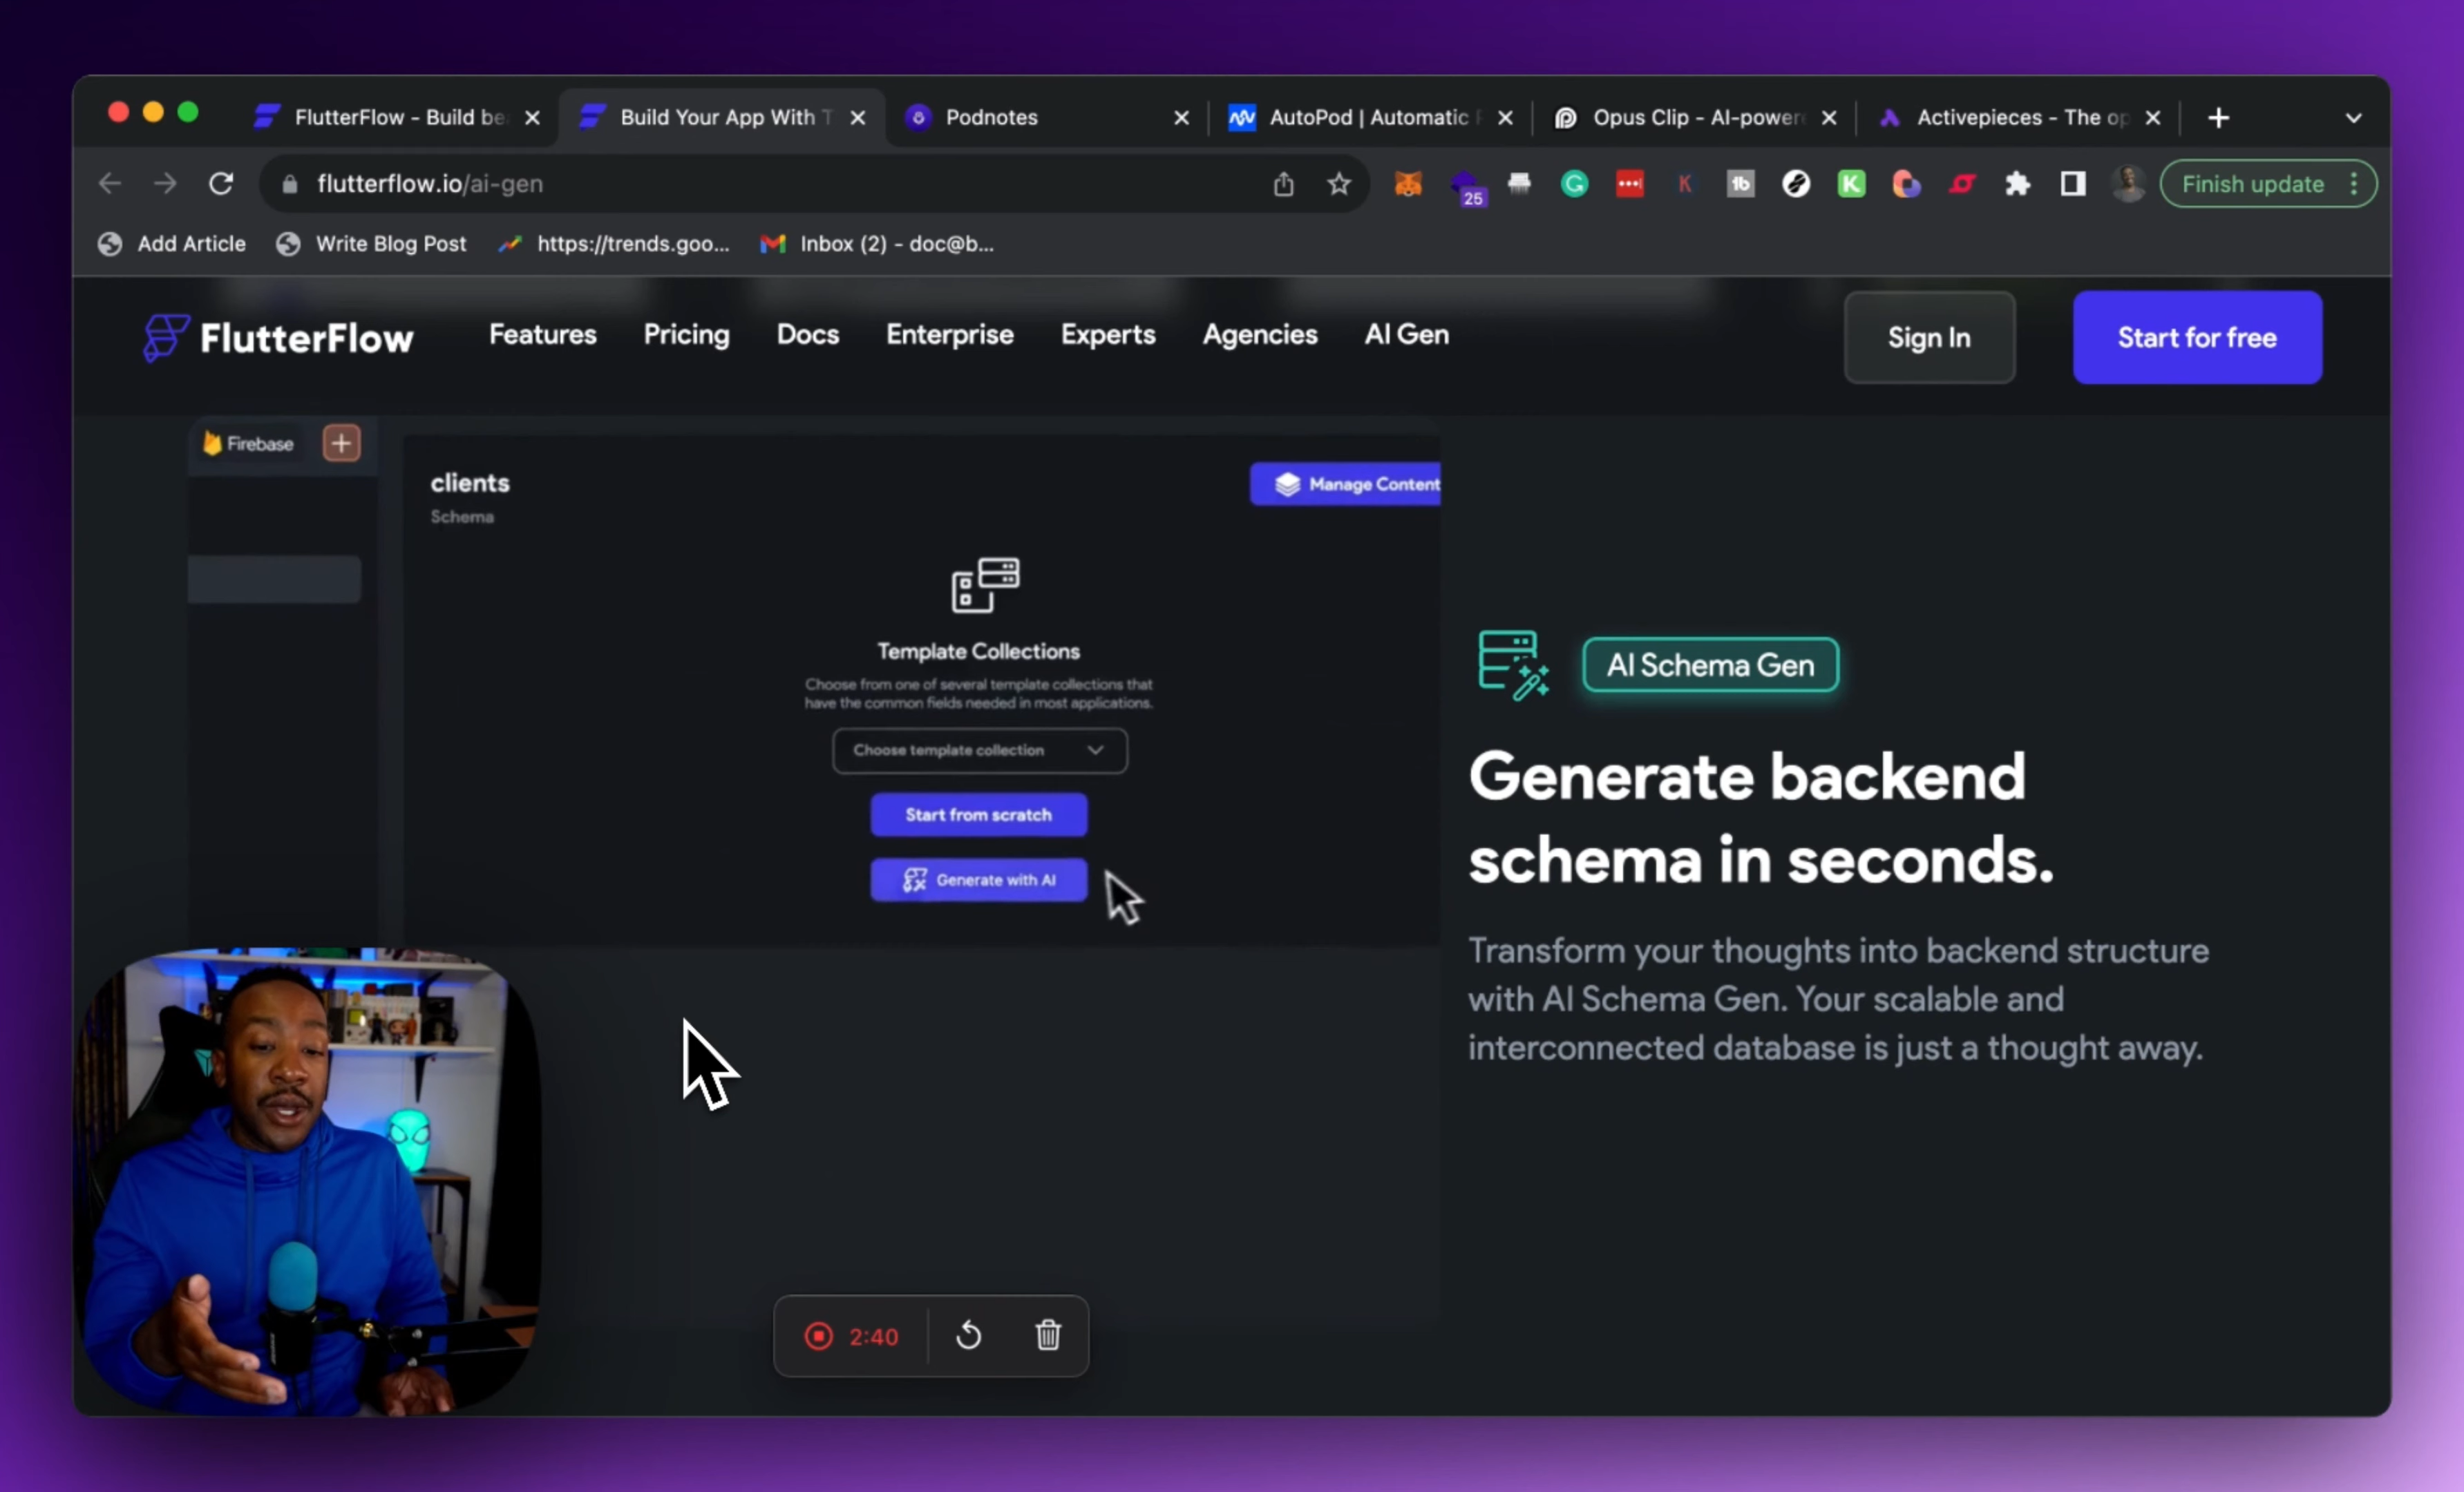 FlutterFlow - Build be
Build Your App With T
Podnotes
AutoPod | Automatic P
Opus Clip - AI-power
Activepieces - The op
flutterflow.io/ai-gen
25
Finish update
Add Article
Write Blog Post
https://trends.goo...
Inbox (2) - doc@b...
FlutterFlow
Features
Pricing
Docs
Enterprise
Experts
Agencies
AI Gen
Sign In
Start for free
Firebase
clients
Schema
Manage Content
Template Collections
Choose from one of several template collections that
have the common fields needed in most applications.
Choose template collection
Start from scratch
Generate with AI
AI Schema Gen
Generate backend
schema in seconds.
Transform your thoughts into backend structure
with AI Schema Gen. Your scalable and
interconnected database is just a thought away.
2:40